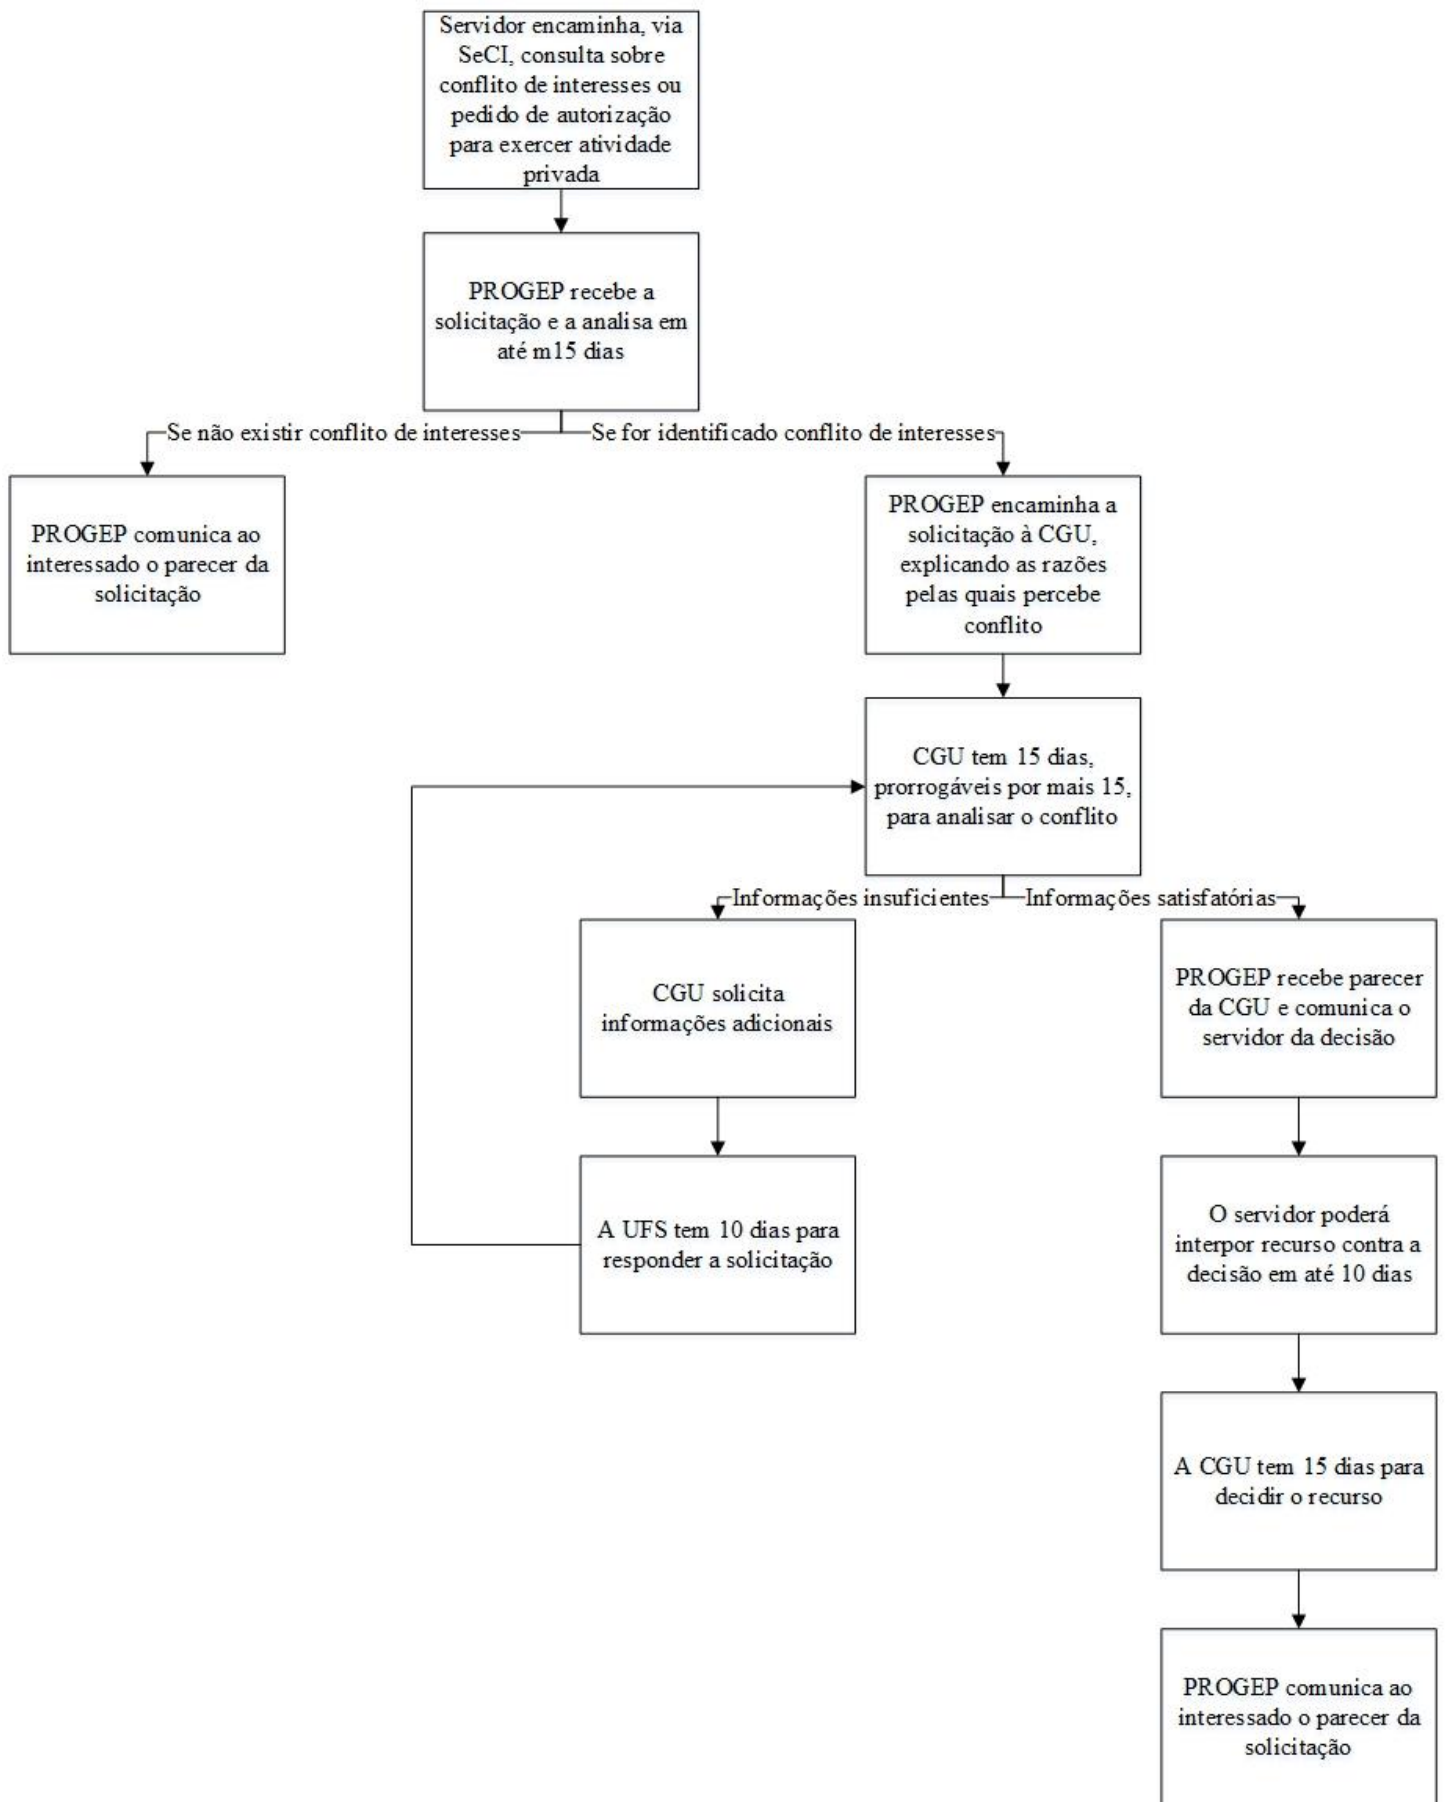 Servidor encaminha, via
SeCI, consulta sobre
conflito de interesses ou
pedido de autorização
para exercer atividade
privada
PROGEP recebe a
solicitação e a analisa em
até m15 dias
Se não existir conflito de interesses
Se for identificado conflito de interesses
PROGEP comunica ao
interessado o parecer da
solicitação
PROGEP encaminha a
solicitação à CGU,
explicando as razões
pelas quais percebe
conflito
CGU tem 15 dias,
prorrogáveis por mais 15,
para analisar o conflito
Informações insuficientes
Informações satisfatórias
CGU solicita
informações adicionais
PROGEP recebe parecer
da CGU e comunica o
servidor da decisão
A UFS tem 10 dias para
responder a solicitação
O servidor poderá
interpor recurso contra a
decisão em até 10 dias
A CGU tem 15 dias para
decidir o recurso
PROGEP comunica ao
interessado o parecer da
solicitação